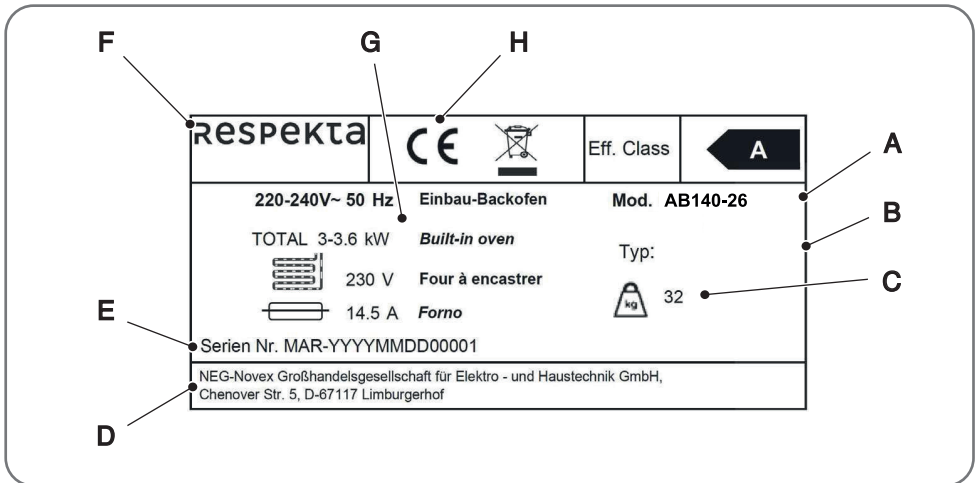 F G H
Respekta CE Eff. Class A
A
220-240V~ 50 Hz Einbau-Backofen Mod. AB140-26
B
TOTAL 3-3.6 kW Built-in oven Typ:
230 V Four à encastrer kg 32 C
14.5 A Forno
E
Serien Nr. MAR-YYYYMMDD00001
NEG-Novex Großhandelsgesellschaft für Elektro - und Haustechnik GmbH,
Chenover Str. 5, D-67117 Limburgerhof
D